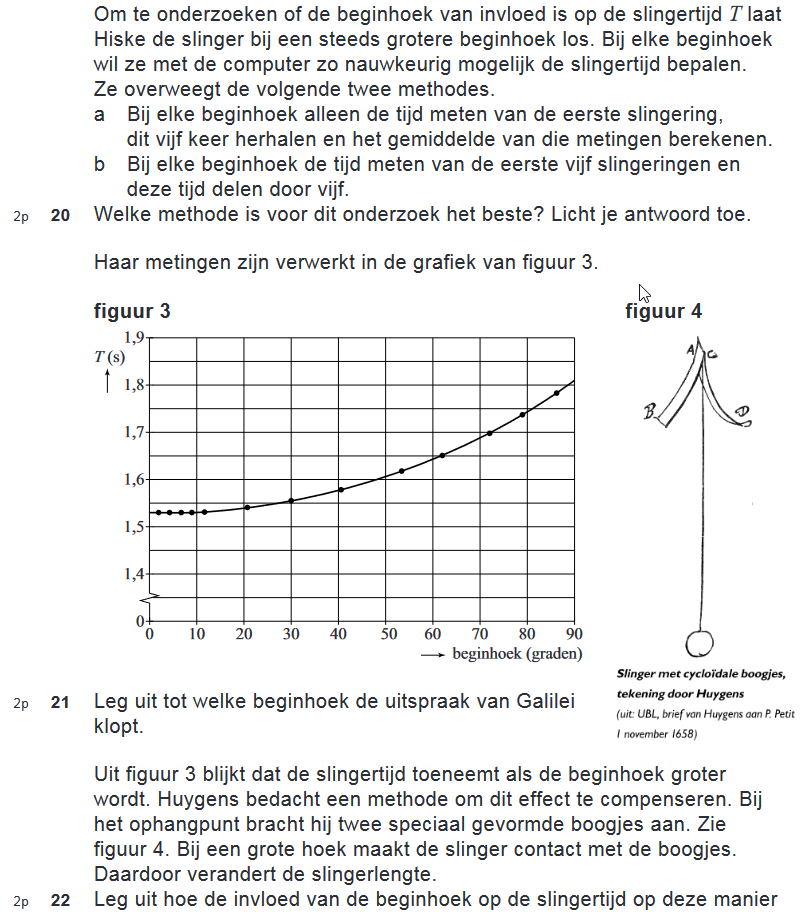 Om te onderzoeken of de beginhoek van invloed is op de slingertijd T laat
Hiske de slinger bij een steeds grotere beginhoek los. Bij elke beginhoek
wil ze met de computer zo nauwkeurig mogelijk de slingertijd bepalen.
Ze overweegt de volgende twee methodes.
a Bij elke beginhoek alleen de tijd meten van de eerste slingering,
dit vijf keer herhalen en het gemiddelde van die metingen berekenen.
b Bij elke beginhoek de tijd meten van de eerste vijf slingeringen en
deze tijd delen door vijf.
2p 20 Welke methode is voor dit onderzoek het beste? Licht je antwoord toe.
Haar metingen zijn verwerkt in de grafiek van figuur 3.
figuur 3
1,9
T (s)
1,8
1,7
1,6
1,5
1,4
0
0 10 20 30 40 50 60 70 80 90
beginhoek (graden)
figuur 4
A C
B D
Slinger met cycloïdale boogjes,
tekening door Huygens
(uit: UBL, brief van Huygens aan P. Petit
1 november 1658)
2p 21 Leg uit tot welke beginhoek de uitspraak van Galilei
klopt.
Uit figuur 3 blijkt dat de slingertijd toeneemt als de beginhoek groter
wordt. Huygens bedacht een methode om dit effect te compenseren. Bij
het ophangpunt bracht hij twee speciaal gevormde boogjes aan. Zie
figuur 4. Bij een grote hoek maakt de slinger contact met de boogjes.
Daardoor verandert de slingerlengte.
2p 22 Leg uit hoe de invloed van de beginhoek op de slingertijd op deze manier